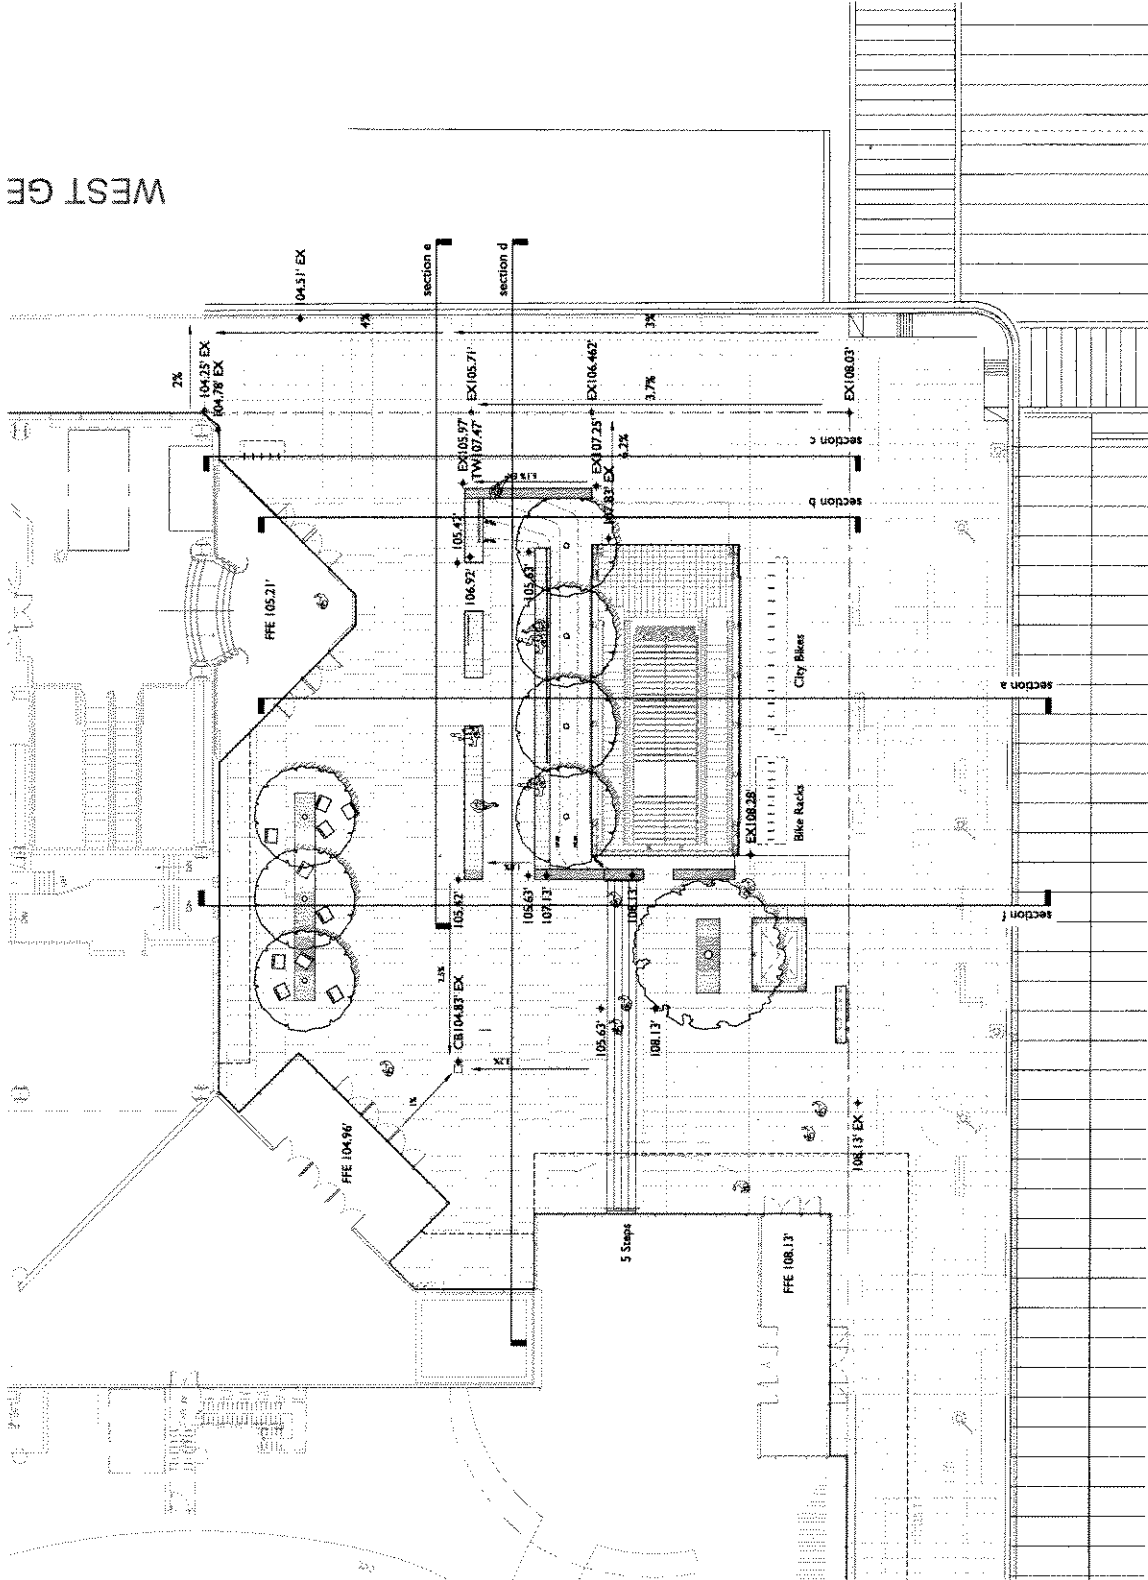 WEST GE
section e
section d
104.51' EX
4%
3%
2%
104.25' EX
104.78' EX
EX105.71'
EX106.462'
3.7%
EX108.03'
EX105.97'
TW107.47'
EX107.25'
6.2%
section c
107.83' EX
section b
105.42'
106.92'
105.63'
FFE 105.21'
City Bikes
section a
Bike Racks
EX108.28'
105.42'
105.63'
107.13'
108.13'
section f
CB104.83' EX
105.63'
108.13'
1%
FFE 104.96'
108.13' EX
5 Steps
FFE 108.13'